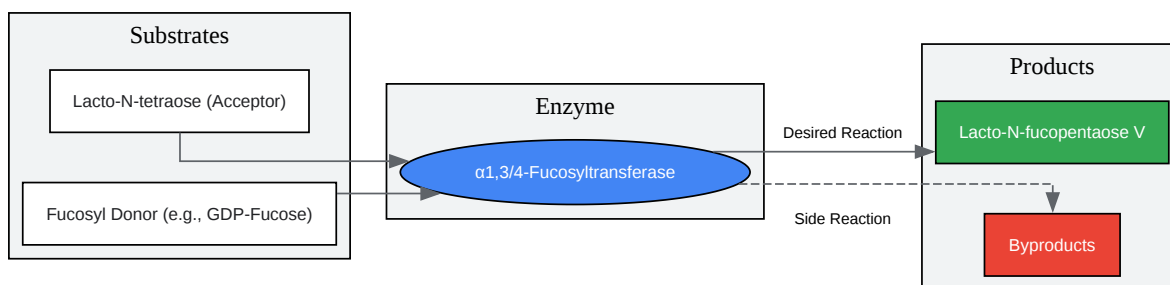 Substrates
Lacto-N-tetraose (Acceptor)
Fucosyl Donor (e.g., GDP-Fucose)
Enzyme
α1,3/4-Fucosyltransferase
Desired Reaction
Side Reaction
Products
Lacto-N-fucopentaose V
Byproducts